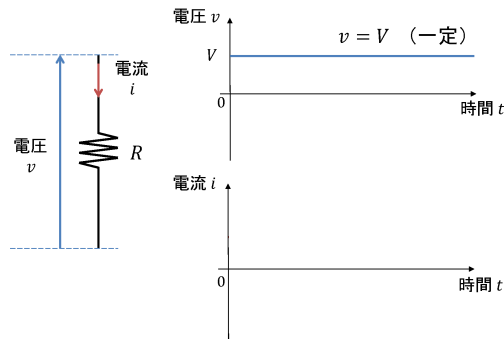 電圧 v
v = V （一定）
V
0
時間 t
電流
i
電圧
v
R
電流 i
0
時間 t